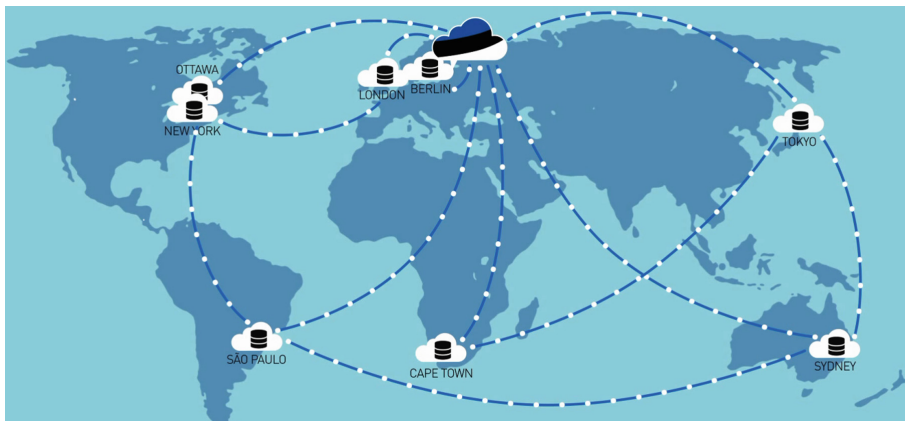 OTTAWA
NEW YORK
LONDON
BERLIN
TOKYO
SÃO PAULO
CAPE TOWN
SYDNEY